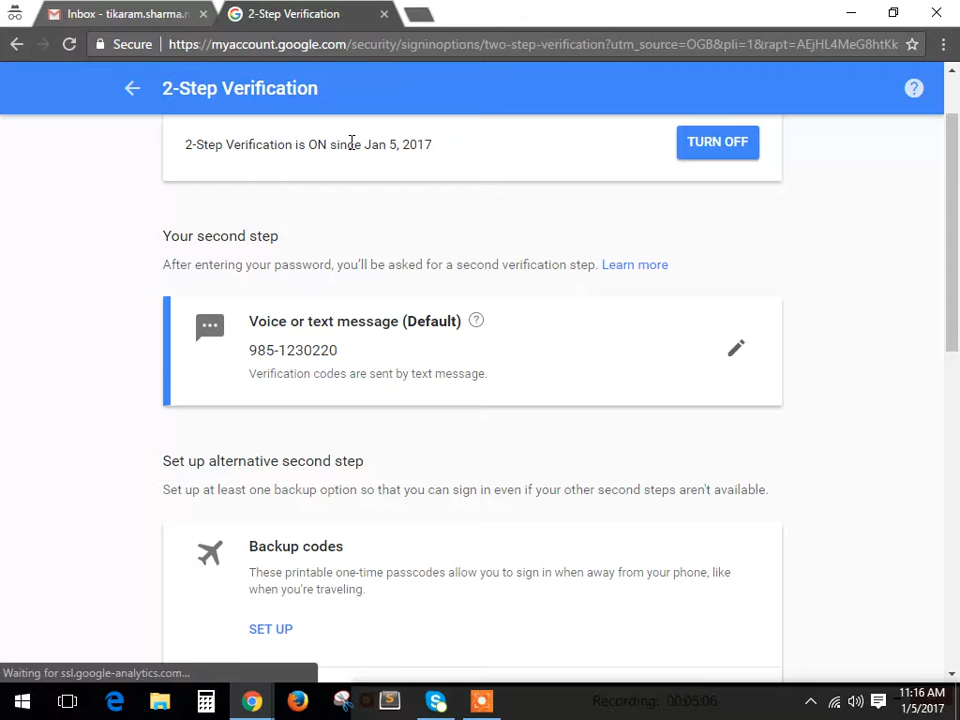 Inbox - tikaram.sharma.n
2-Step Verification
Secure
https://myaccount.google.com/security/signinoptions/two-step-verification?utm_source=OGB&pli=1&rapt=AEjHL4MeG8htKk
2-Step Verification
2-Step Verification is ON since Jan 5, 2017
TURN OFF
Your second step
After entering your password, you'll be asked for a second verification step. Learn more
Voice or text message (Default)
985-1230220
Verification codes are sent by text message.
Set up alternative second step
Set up at least one backup option so that you can sign in even if your other second steps aren't available.
Backup codes
These printable one-time passcodes allow you to sign in when away from your phone, like
when you're traveling.
SET UP
Waiting for ssl.google-analytics.com...
Recording: 00:05:06
11:16 AM
1/5/2017